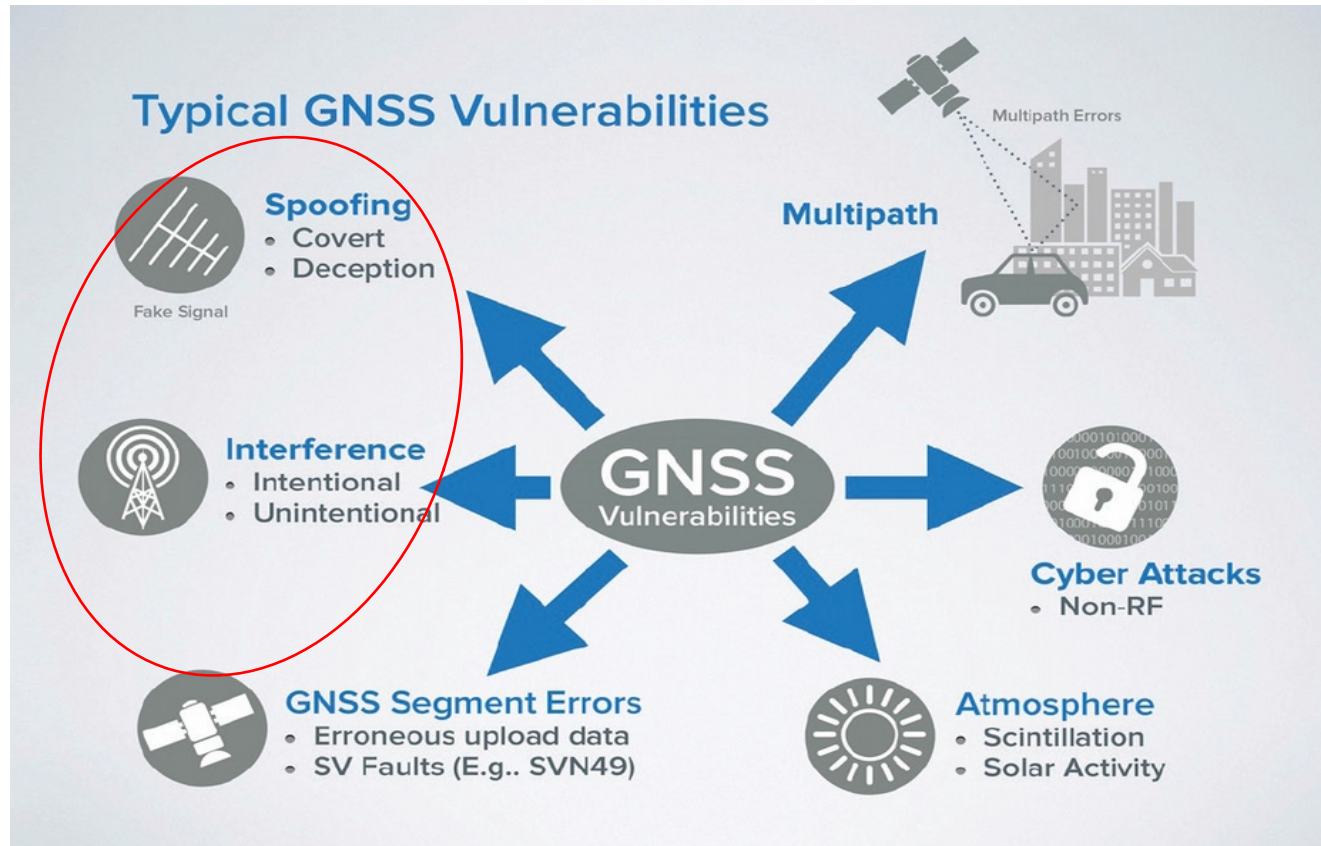 Typical GNSS Vulnerabilities
Multipath Errors
Spoofing
• Covert
• Deception
Fake Signal
Multipath
Interference
• Intentional
• Unintentional
GNSS
Vulnerabilities
Cyber Attacks
• Non-RF
GNSS Segment Errors
• Erroneous upload data
• SV Faults (E.g.. SVN49)
Atmosphere
• Scintillation
• Solar Activity